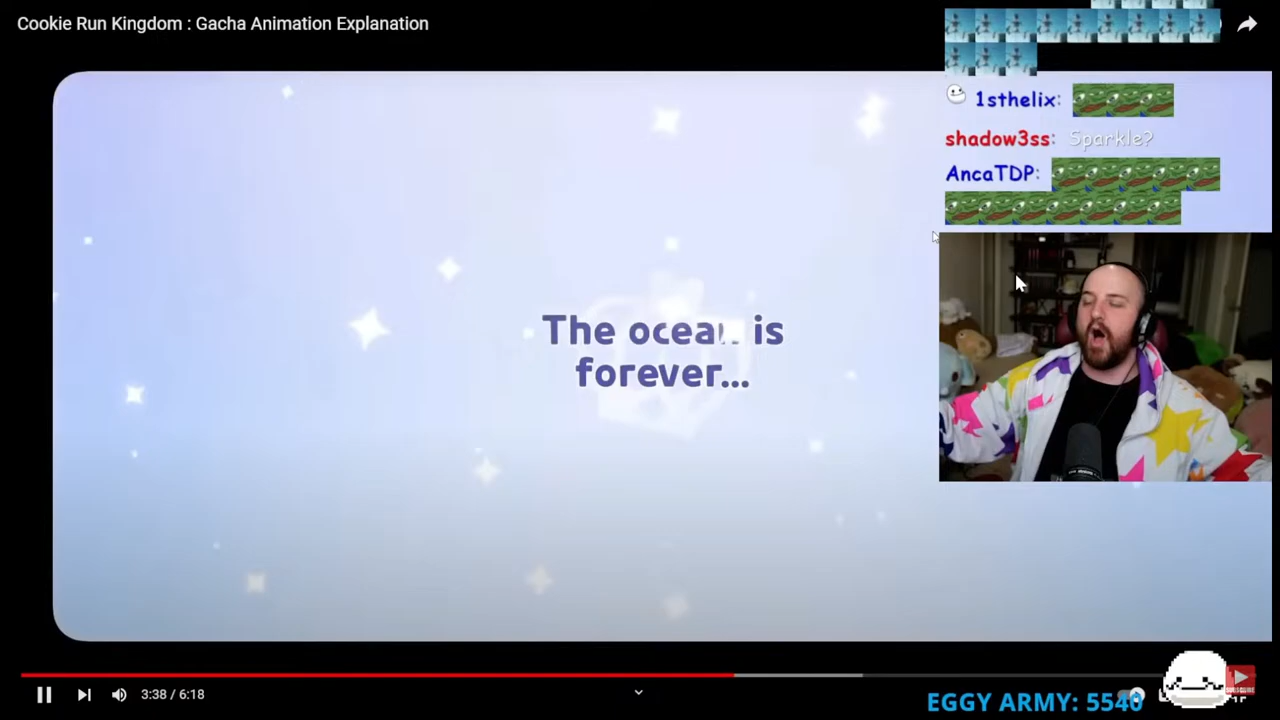 Cookie Run Kingdom : Gacha Animation Explanation
1sthelix:
shadow3ss: Sparkle?
AncaTDP:
The ocean is
forever...
3:38 / 6:18
EGGY ARMY: 5540